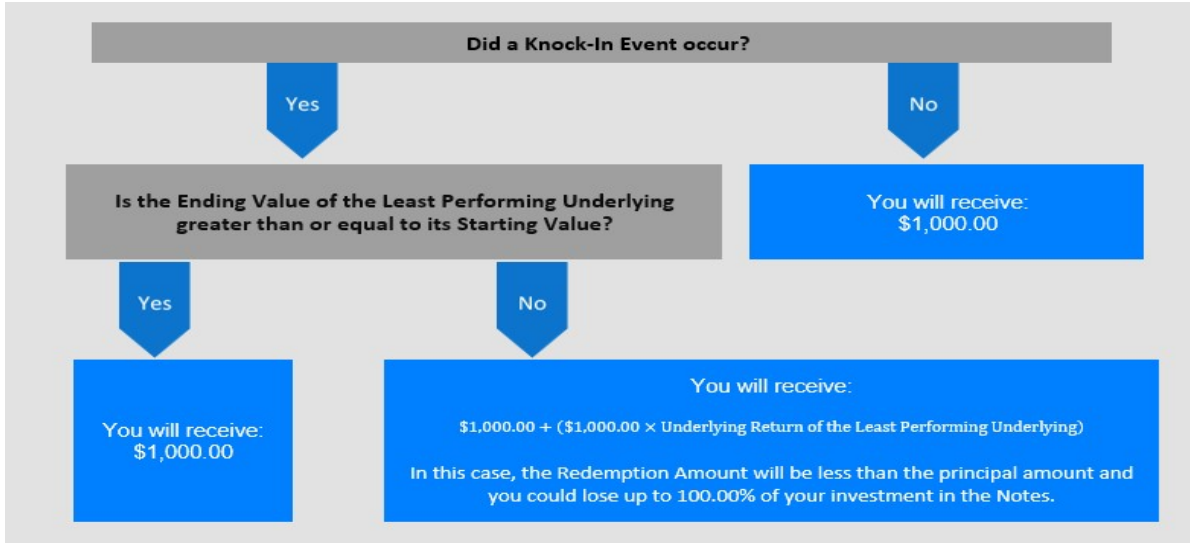 Did a Knock-In Event occur?
Yes
No
Is the Ending Value of the Least Performing Underlying
greater than or equal to its Starting Value?
You will receive:
$1,000.00
Yes
No
You will receive:
$1,000.00
You will receive:
$1,000.00 + ($1,000.00 × Underlying Return of the Least Performing Underlying)
In this case, the Redemption Amount will be less than the principal amount and
you could lose up to 100.00% of your investment in the Notes.